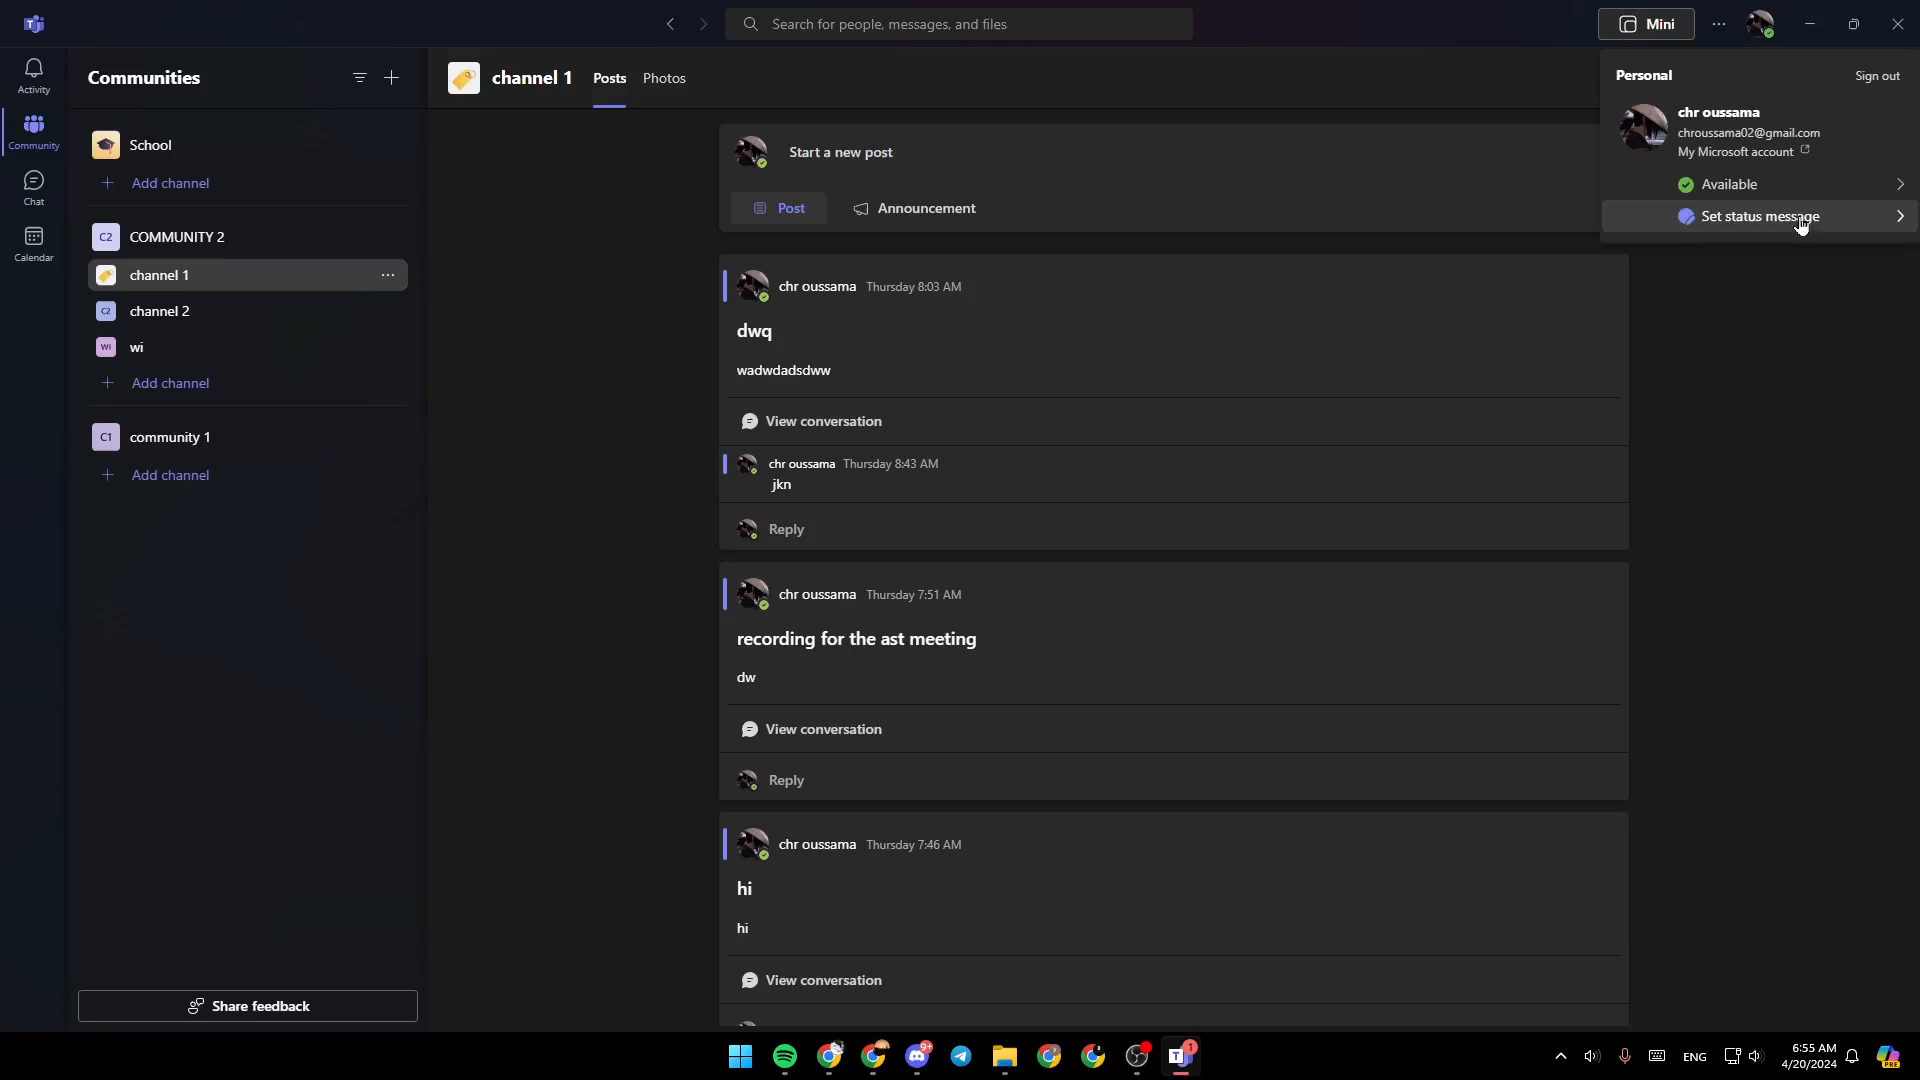 Search for people, messages, and files
Mini
Activity
Community
Chat
Calendar
Communities
School
Add channel
C2 COMMUNITY 2
channel 1
C2 channel 2
WI wi
Add channel
C1 community 1
Add channel
Share feedback
channel 1 Posts Photos
Start a new post
Post Announcement
chr oussama Thursday 8:03 AM
dwq
wadwdadsdww
View conversation
chr oussama Thursday 8:43 AM
jkn
Reply
chr oussama Thursday 7:51 AM
recording for the ast meeting
dw
View conversation
Reply
chr oussama Thursday 7:46 AM
hi
hi
View conversation
Personal Sign out
chr oussama
chroussama02@gmail.com
My Microsoft account
Available
Set status message
9+
1
ENG
6:55 AM
4/20/2024
PRE